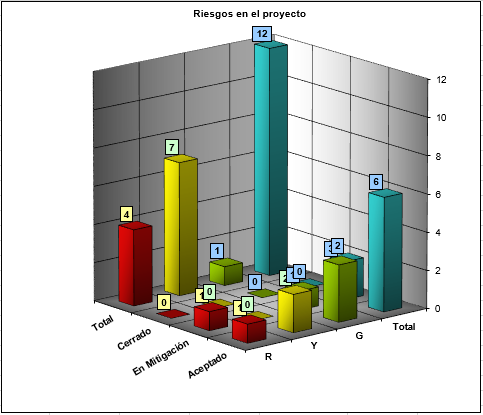 Riesgos en el proyecto
12
7
4
1
6
0
0
2
0
0
0
12
10
8
6
4
2
0
Total
Cerrado
En Mitigación
Aceptado
R
Y
G
Total